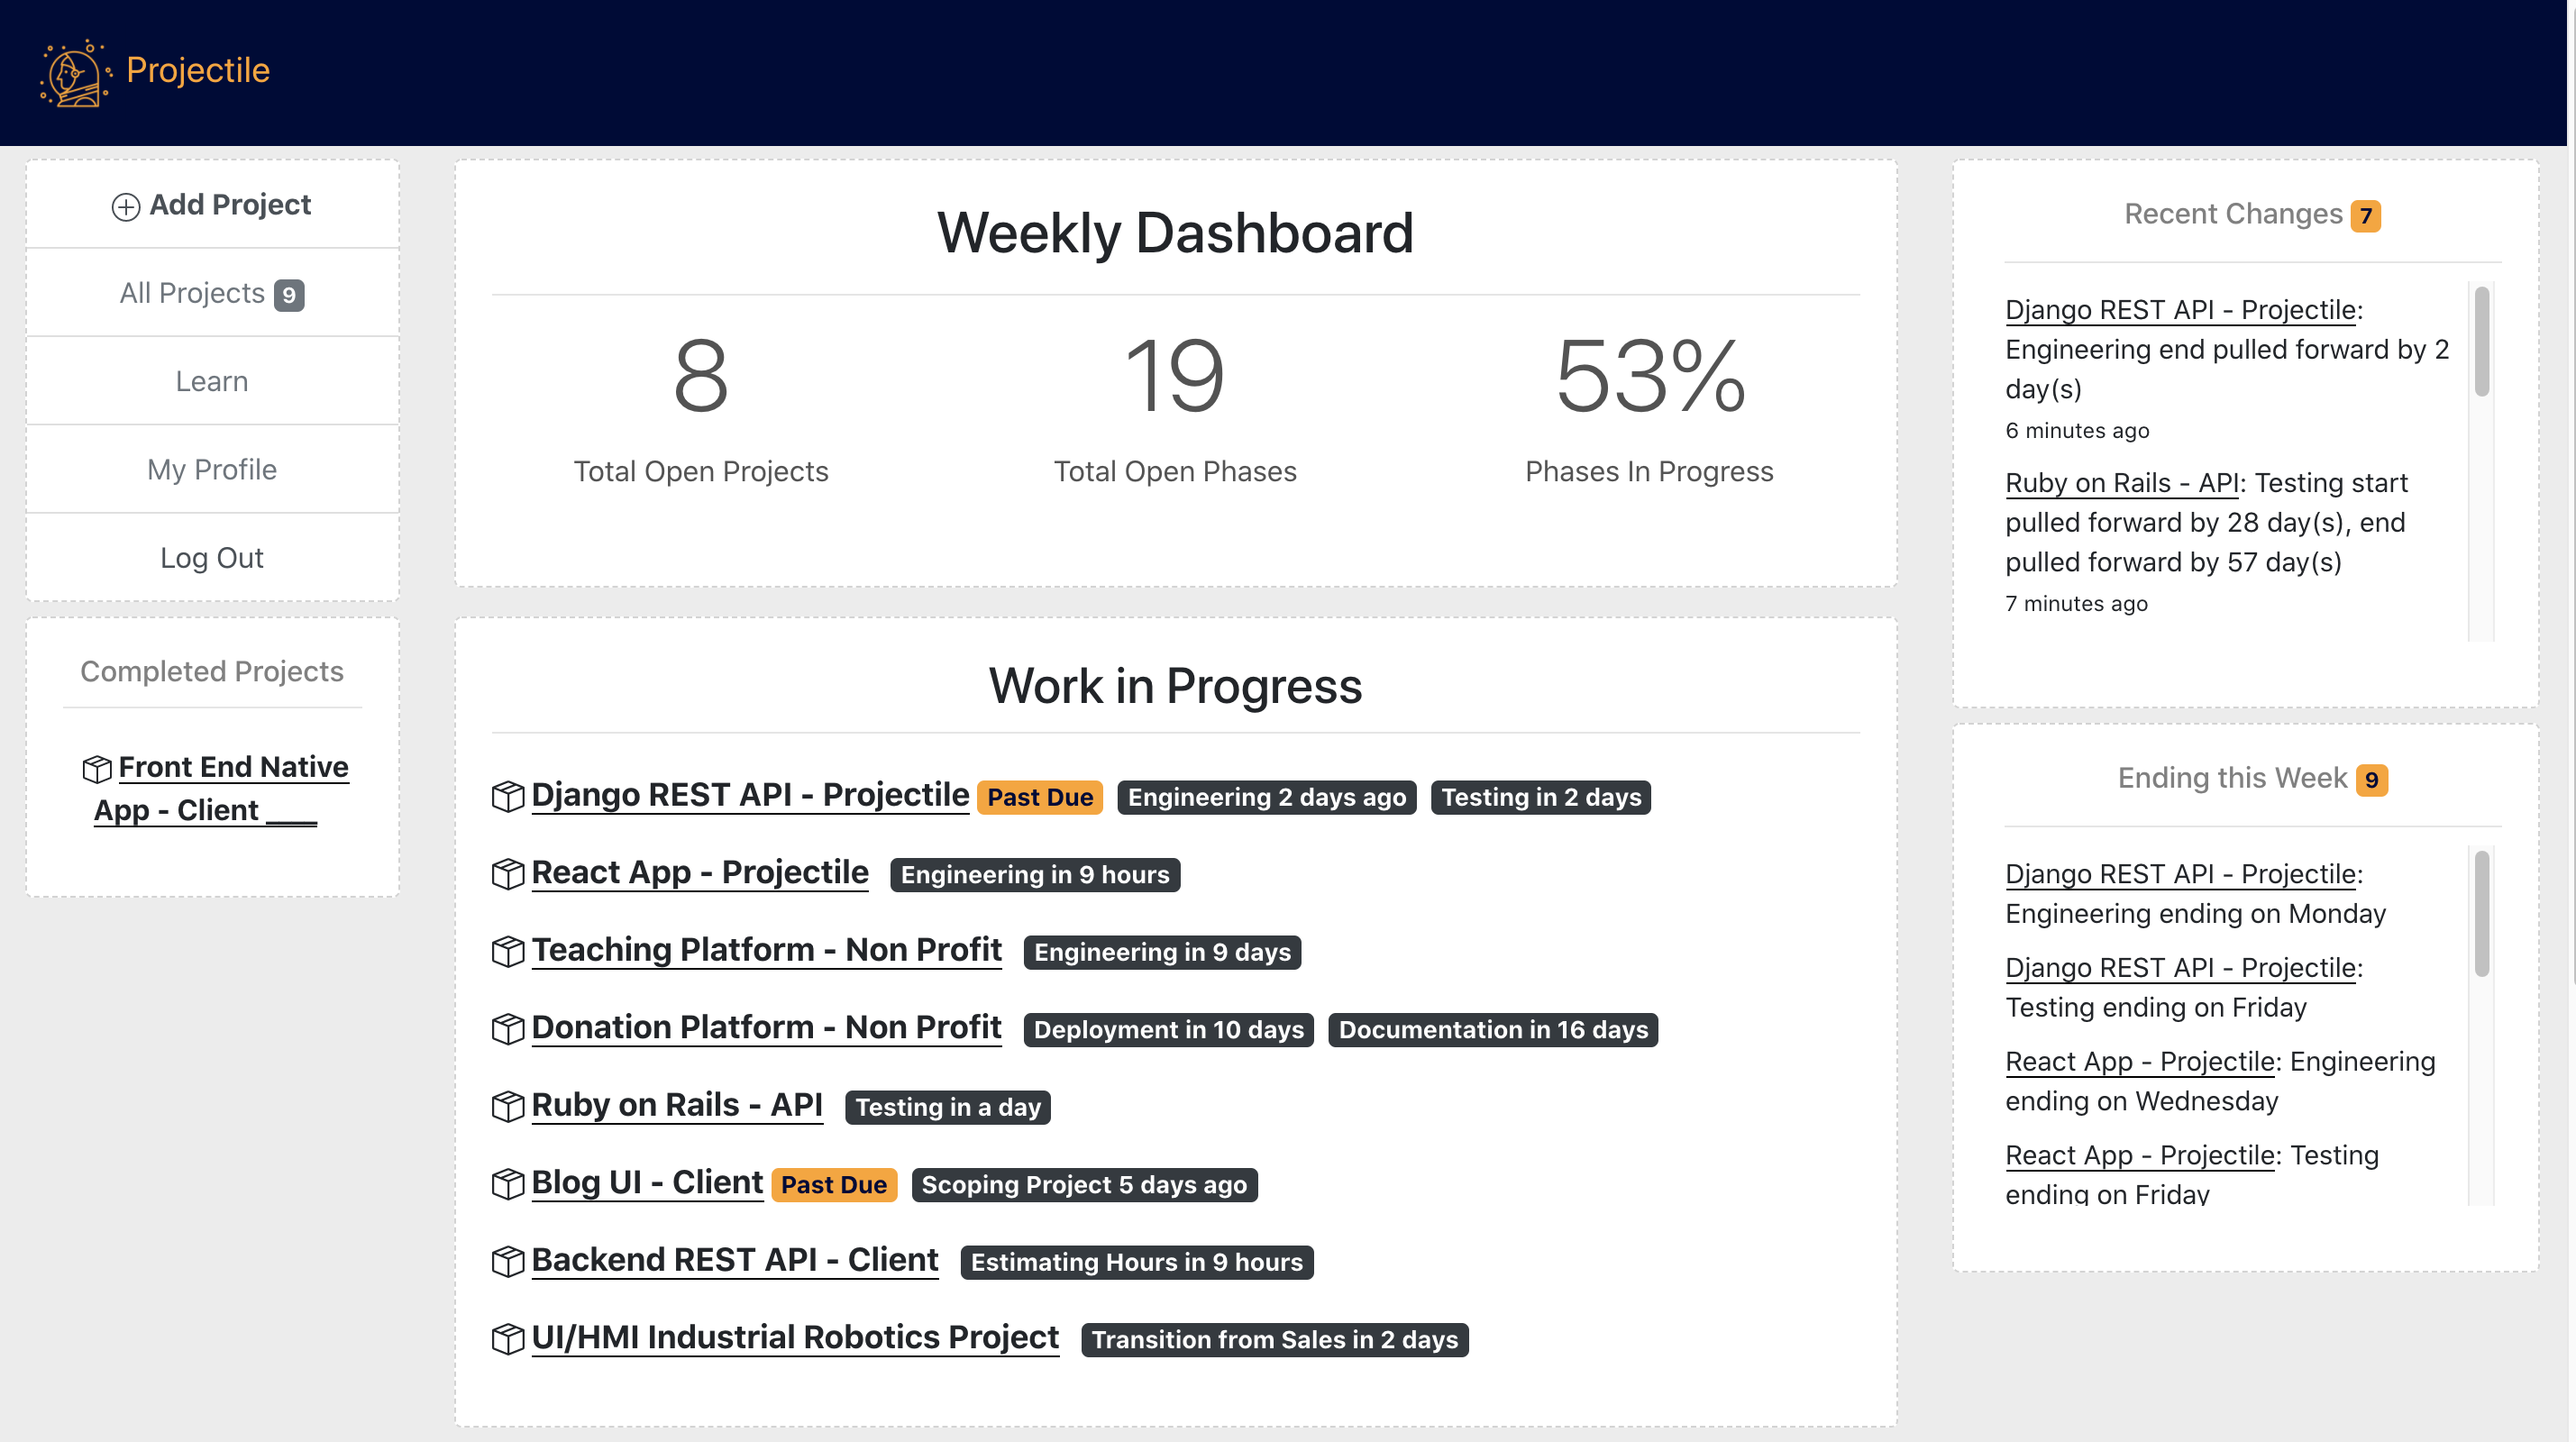 Projectile
Add Project
All Projects 9
Learn
My Profile
Log Out
Completed Projects
Front End Native
App - Client ____
Weekly Dashboard
8
Total Open Projects
19
Total Open Phases
53%
Phases In Progress
Work in Progress
Django REST API - Projectile Past Due Engineering 2 days ago Testing in 2 days
React App - Projectile Engineering in 9 hours
Teaching Platform - Non Profit Engineering in 9 days
Donation Platform - Non Profit Deployment in 10 days Documentation in 16 days
Ruby on Rails - API Testing in a day
Blog UI - Client Past Due Scoping Project 5 days ago
Backend REST API - Client Estimating Hours in 9 hours
UI/HMI Industrial Robotics Project Transition from Sales in 2 days
Recent Changes 7
Django REST API - Projectile:
Engineering end pulled forward by 2
day(s)
6 minutes ago
Ruby on Rails - API: Testing start
pulled forward by 28 day(s), end
pulled forward by 57 day(s)
7 minutes ago
Ending this Week 9
Django REST API - Projectile:
Engineering ending on Monday
Django REST API - Projectile:
Testing ending on Friday
React App - Projectile: Engineering
ending on Wednesday
React App - Projectile: Testing
ending on Friday